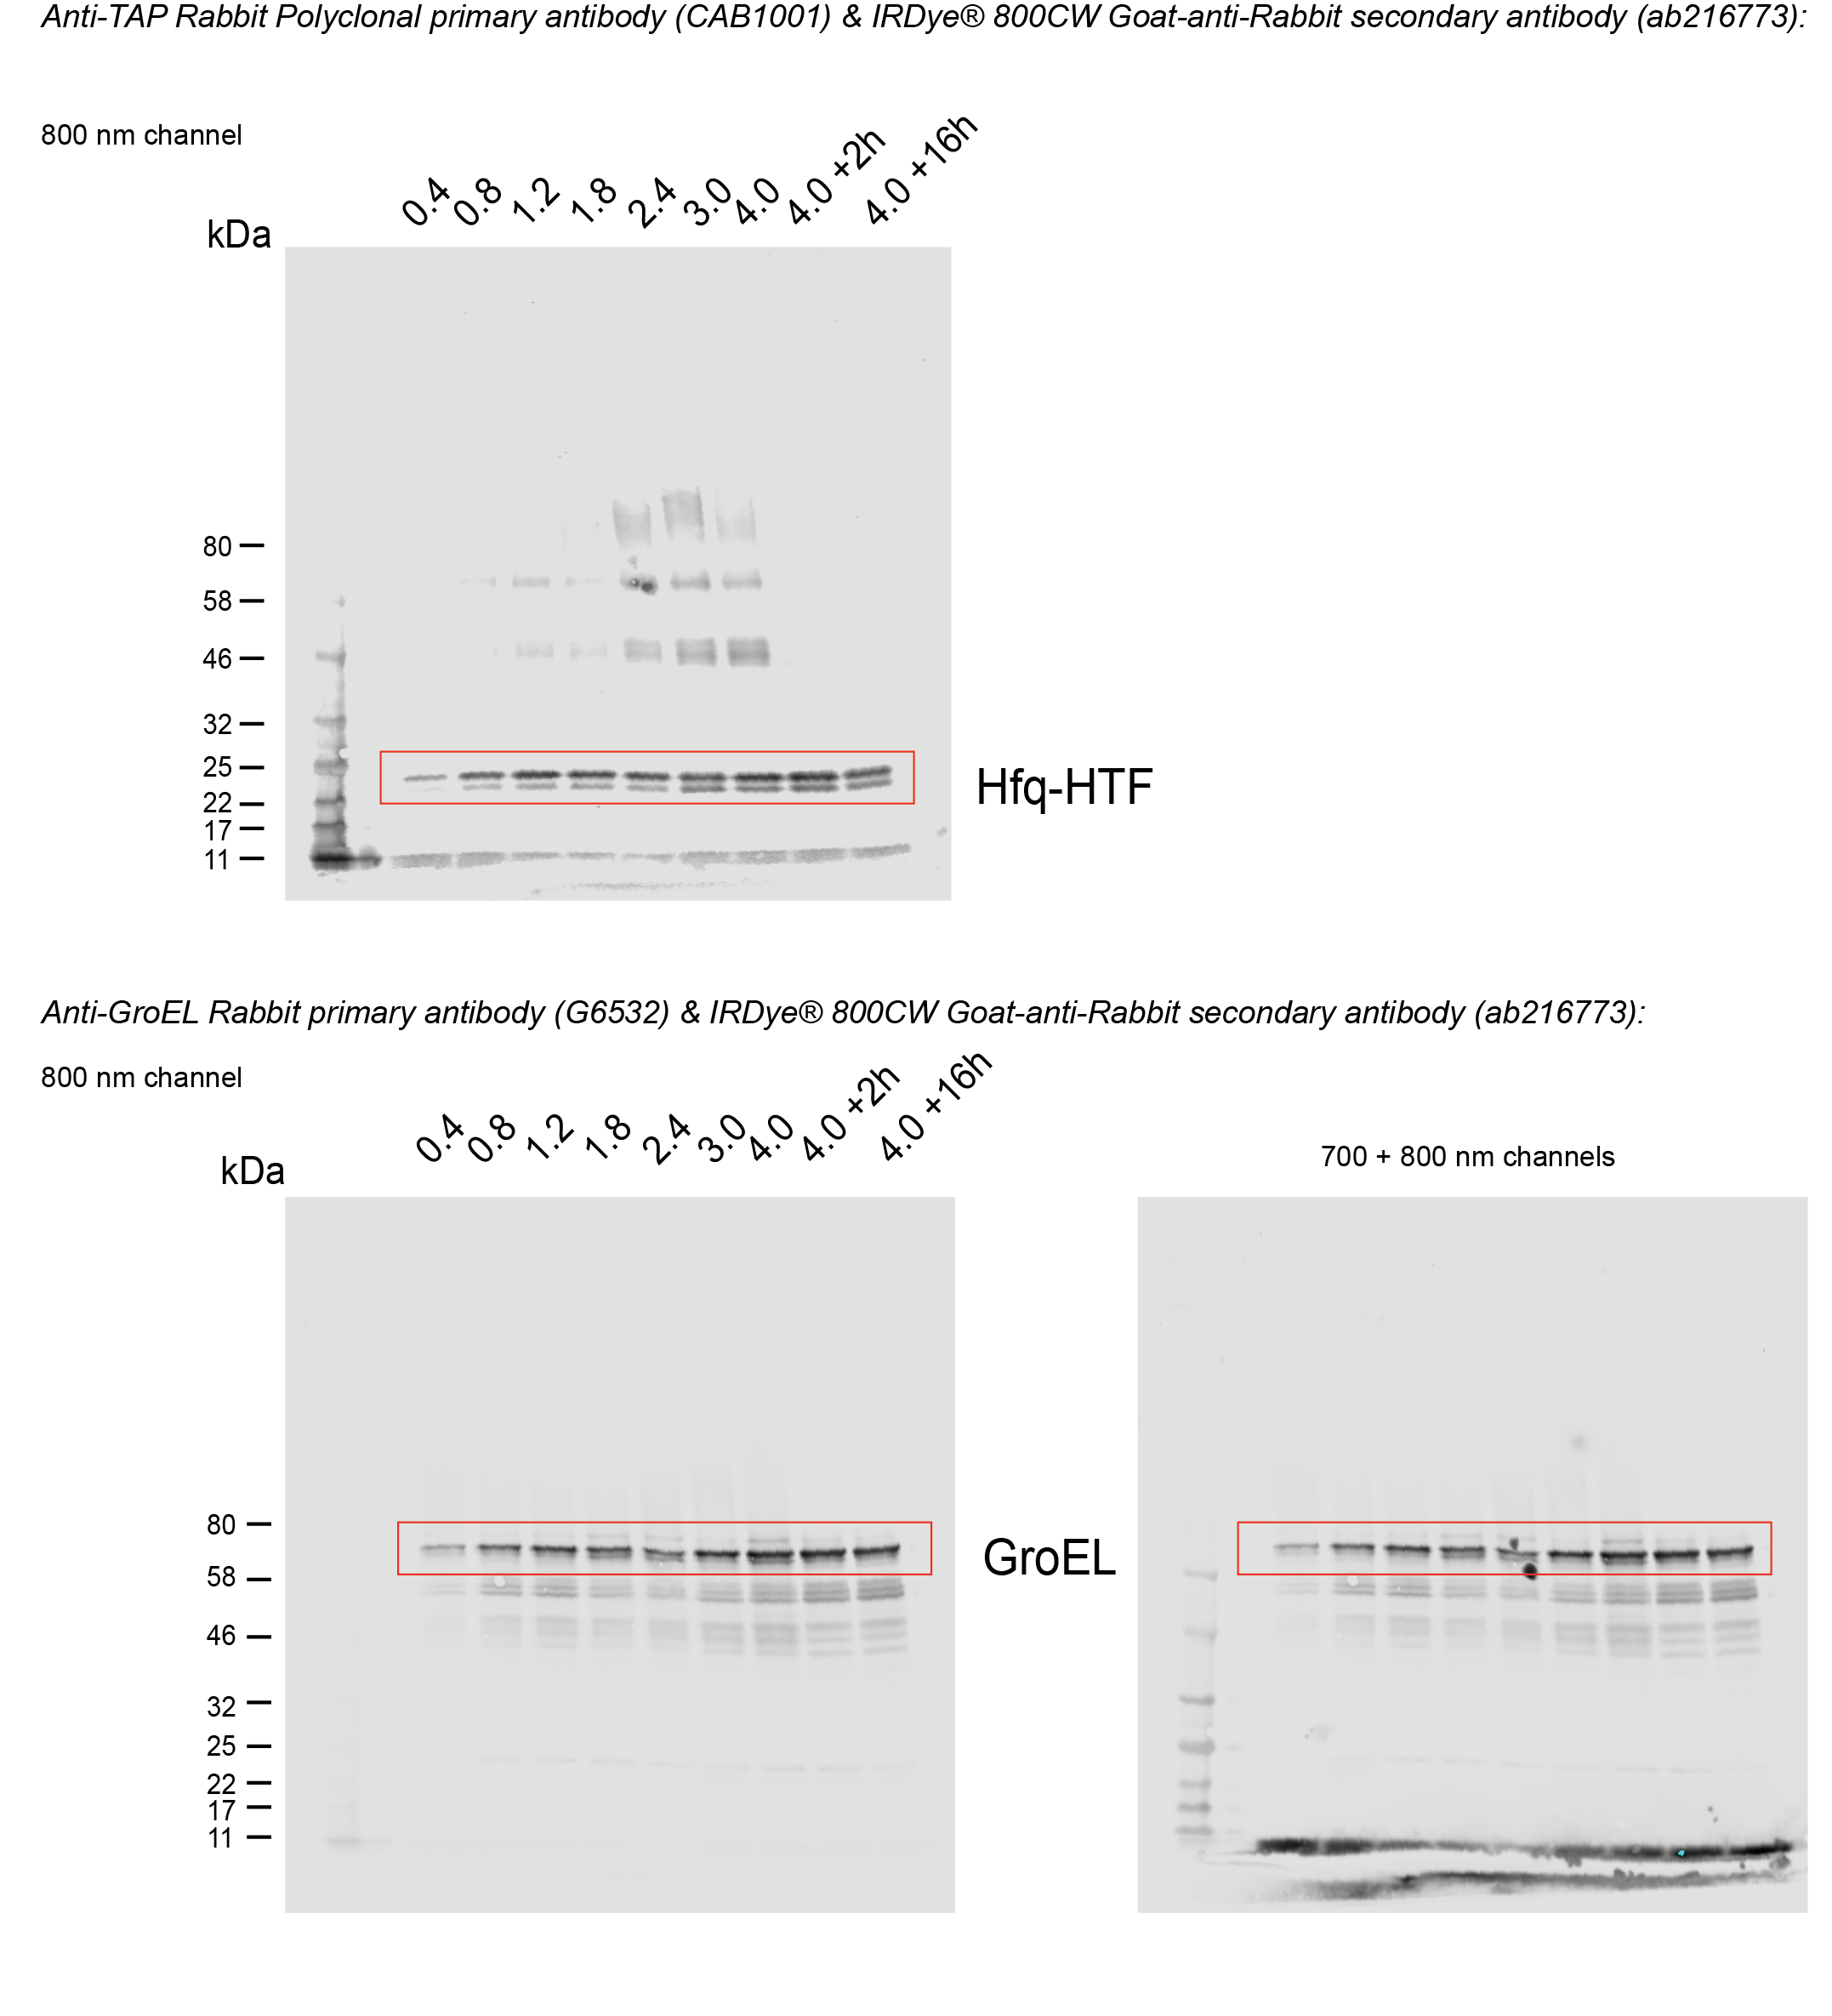 Anti-TAP Rabbit Polyclonal primary antibody (CAB1001) & IRDye® 800CW Goat-anti-Rabbit secondary antibody (ab216773):
800 nm channel
0.4 0.8 1.2 1.8 2.4 3.0 4.0 4.0 +2h 4.0 +16h
kDa
80
58
46
32
25
22
17
11
Hfq-HTF
Anti-GroEL Rabbit primary antibody (G6532) & IRDye® 800CW Goat-anti-Rabbit secondary antibody (ab216773):
800 nm channel
0.4 0.8 1.2 1.8 2.4 3.0 4.0 4.0 +2h 4.0 +16h
kDa
700 + 800 nm channels
80
58
46
32
25
22
17
11
GroEL